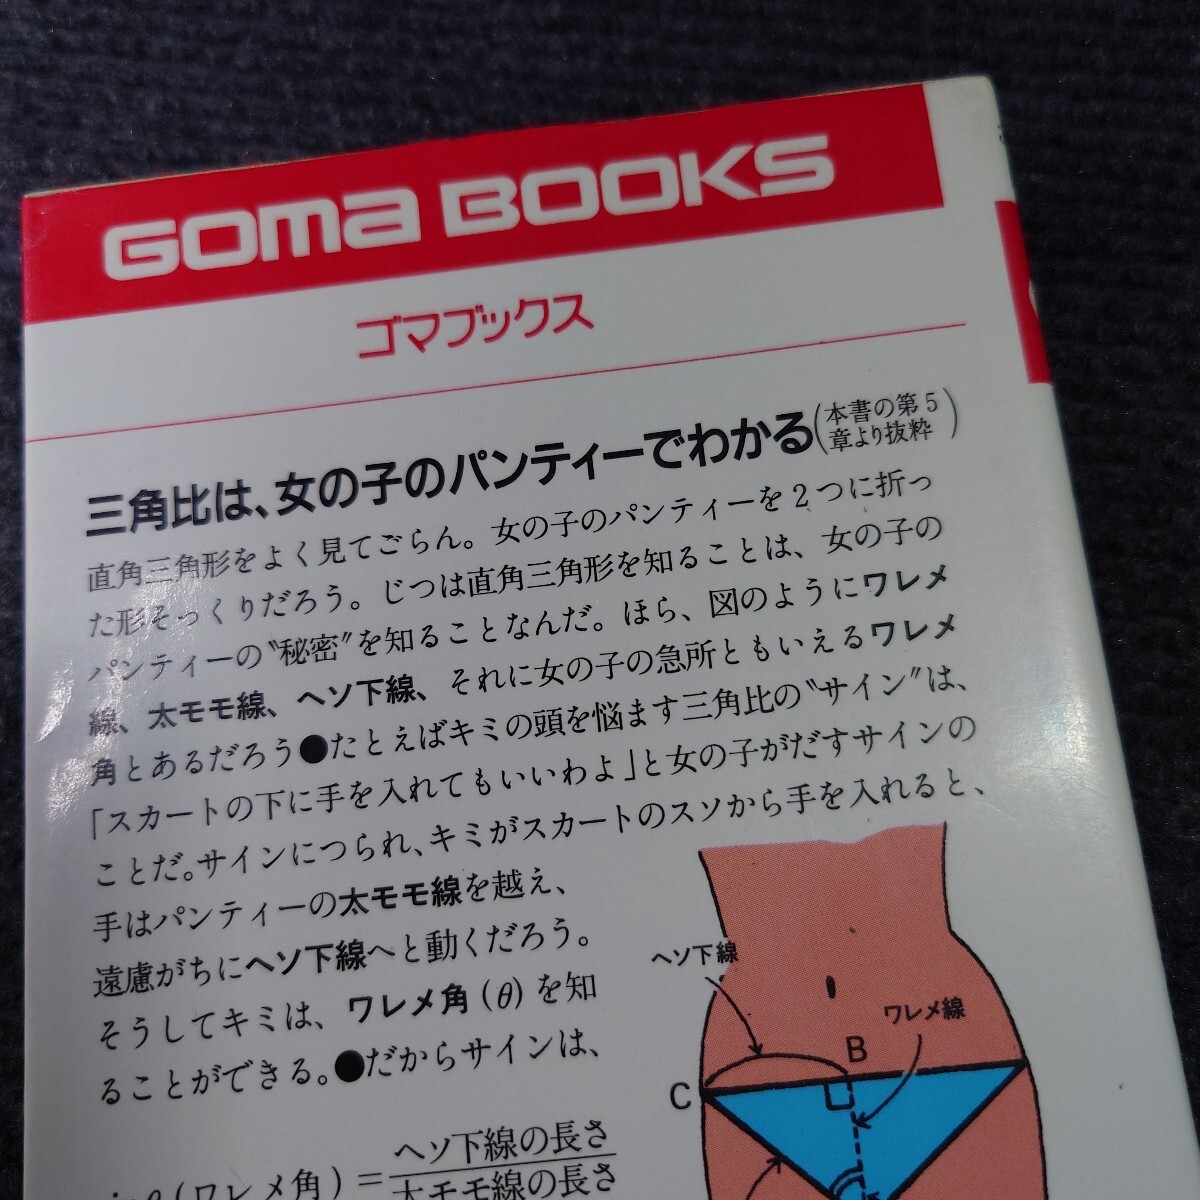 GOMA BOOKS
ゴマブックス
三角比は、女の子のパンティーでわかる(本書の第5
章より抜粋)
直角三角形をよく見てごらん。女の子のパンティーを2つに折っ
た形そっくりだろう。じつは直角三角形を知ることは、女の子の
パンティーの〝秘密〟を知ることなんだ。ほら、図のようにワレメ
線、太モモ線、ヘソ下線、それに女の子の急所ともいえるワレメ
角とあるだろう●たとえばキミの頭を悩ます三角比の〝サイン〟は、
「スカートの下に手を入れてもいいわよ」と女の子がだすサインの
ことだ。サインにつられ、キミがスカートのスソから手を入れると、
手はパンティーの太モモ線を越え、
遠慮がちにヘソ下線へと動くだろう。
そうしてキミは、ワレメ角(θ)を知
ることができる。●だからサインは、
θ(ワレメ角)=ヘソ下線の長さ
太モモ線の長さ
ヘソ下線
ワレメ線
B
C